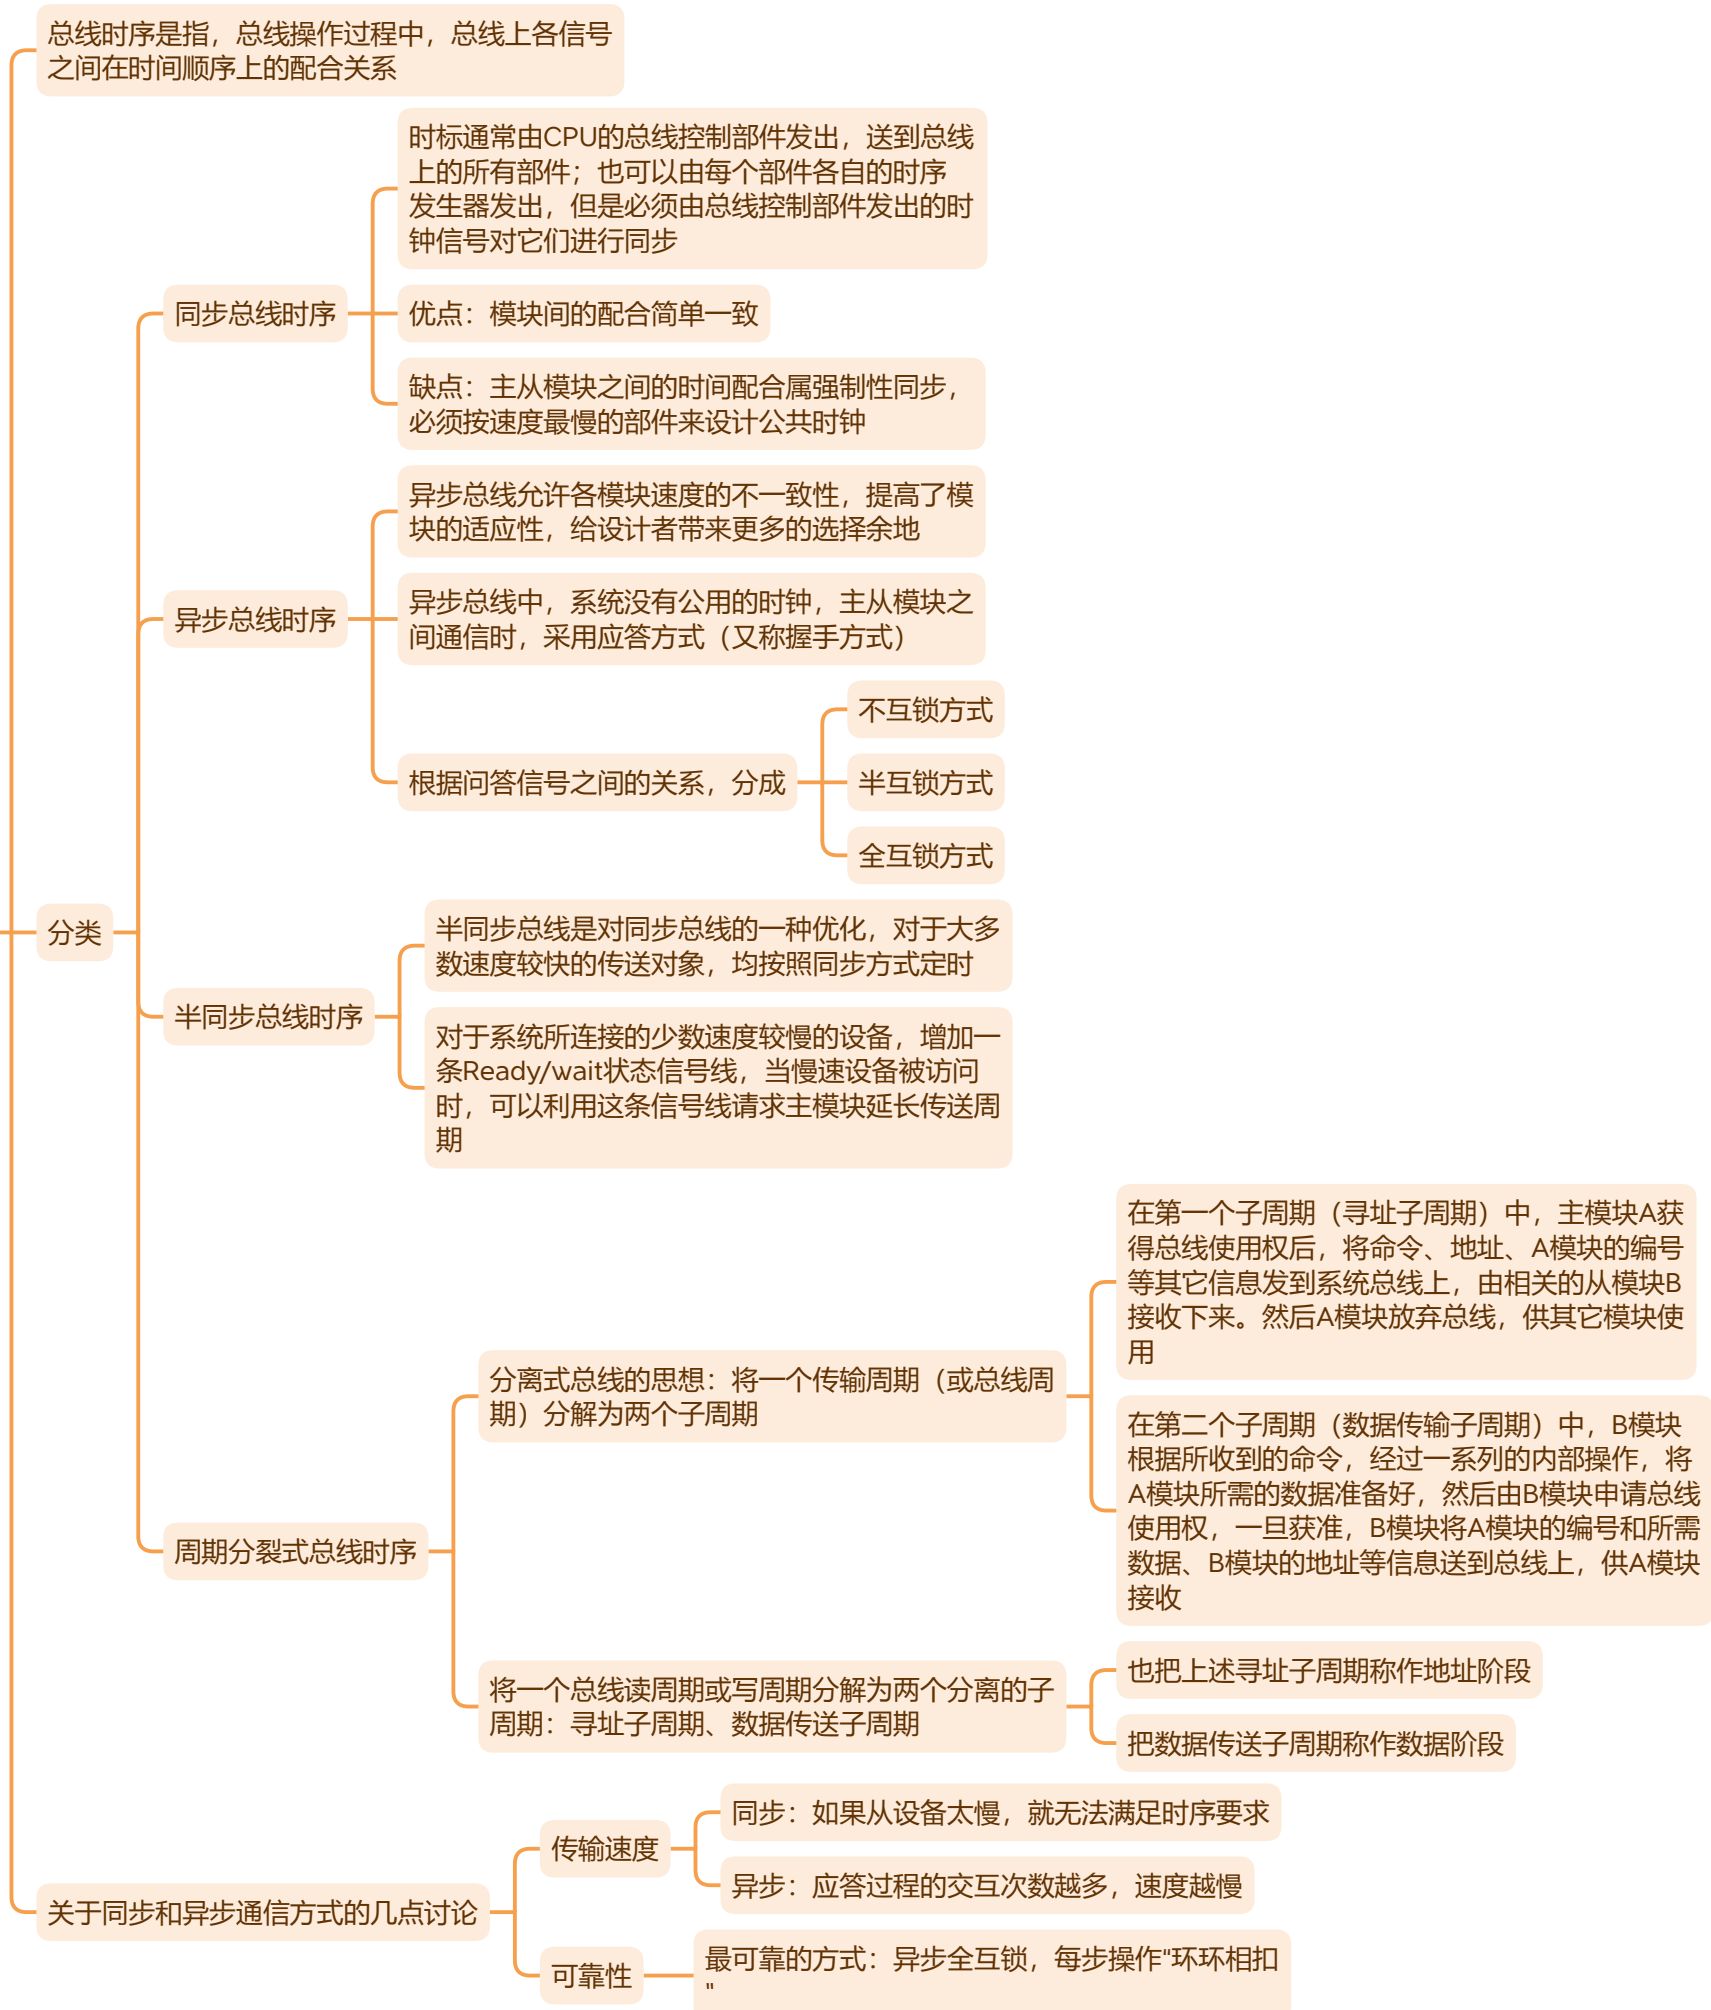 总线时序是指，总线操作过程中，总线上各信号
之间在时间顺序上的配合关系
分类
同步总线时序
时标通常由CPU的总线控制部件发出，送到总线
上的所有部件；也可以由每个部件各自的时序
发生器发出，但是必须由总线控制部件发出的时
钟信号对它们进行同步
优点：模块间的配合简单一致
缺点：主从模块之间的时间配合属强制性同步，
必须按速度最慢的部件来设计公共时钟
异步总线时序
异步总线允许各模块速度的不一致性，提高了模
块的适应性，给设计者带来更多的选择余地
异步总线中，系统没有公用的时钟，主从模块之
间通信时，采用应答方式（又称握手方式）
根据问答信号之间的关系，分成
不互锁方式
半互锁方式
全互锁方式
半同步总线时序
半同步总线是对同步总线的一种优化，对于大多
数速度较快的传送对象，均按照同步方式定时
对于系统所连接的少数速度较慢的设备，增加一
条Ready/wait状态信号线，当慢速设备被访问
时，可以利用这条信号线请求主模块延长传送周
期
周期分裂式总线时序
分离式总线的思想：将一个传输周期（或总线周
期）分解为两个子周期
在第一个子周期（寻址子周期）中，主模块A获
得总线使用权后，将命令、地址、A模块的编号
等其它信息发到系统总线上，由相关的从模块B
接收下来。然后A模块放弃总线，供其它模块使
用
在第二个子周期（数据传输子周期）中，B模块
根据所收到的命令，经过一系列的内部操作，将
A模块所需的数据准备好，然后由B模块申请总线
使用权，一旦获准，B模块将A模块的编号和所需
数据、B模块的地址等信息送到总线上，供A模块
接收
将一个总线读周期或写周期分解为两个分离的子
周期：寻址子周期、数据传送子周期
也把上述寻址子周期称作地址阶段
把数据传送子周期称作数据阶段
关于同步和异步通信方式的几点讨论
传输速度
同步：如果从设备太慢，就无法满足时序要求
异步：应答过程的交互次数越多，速度越慢
可靠性
最可靠的方式：异步全互锁，每步操作"环环相扣
"